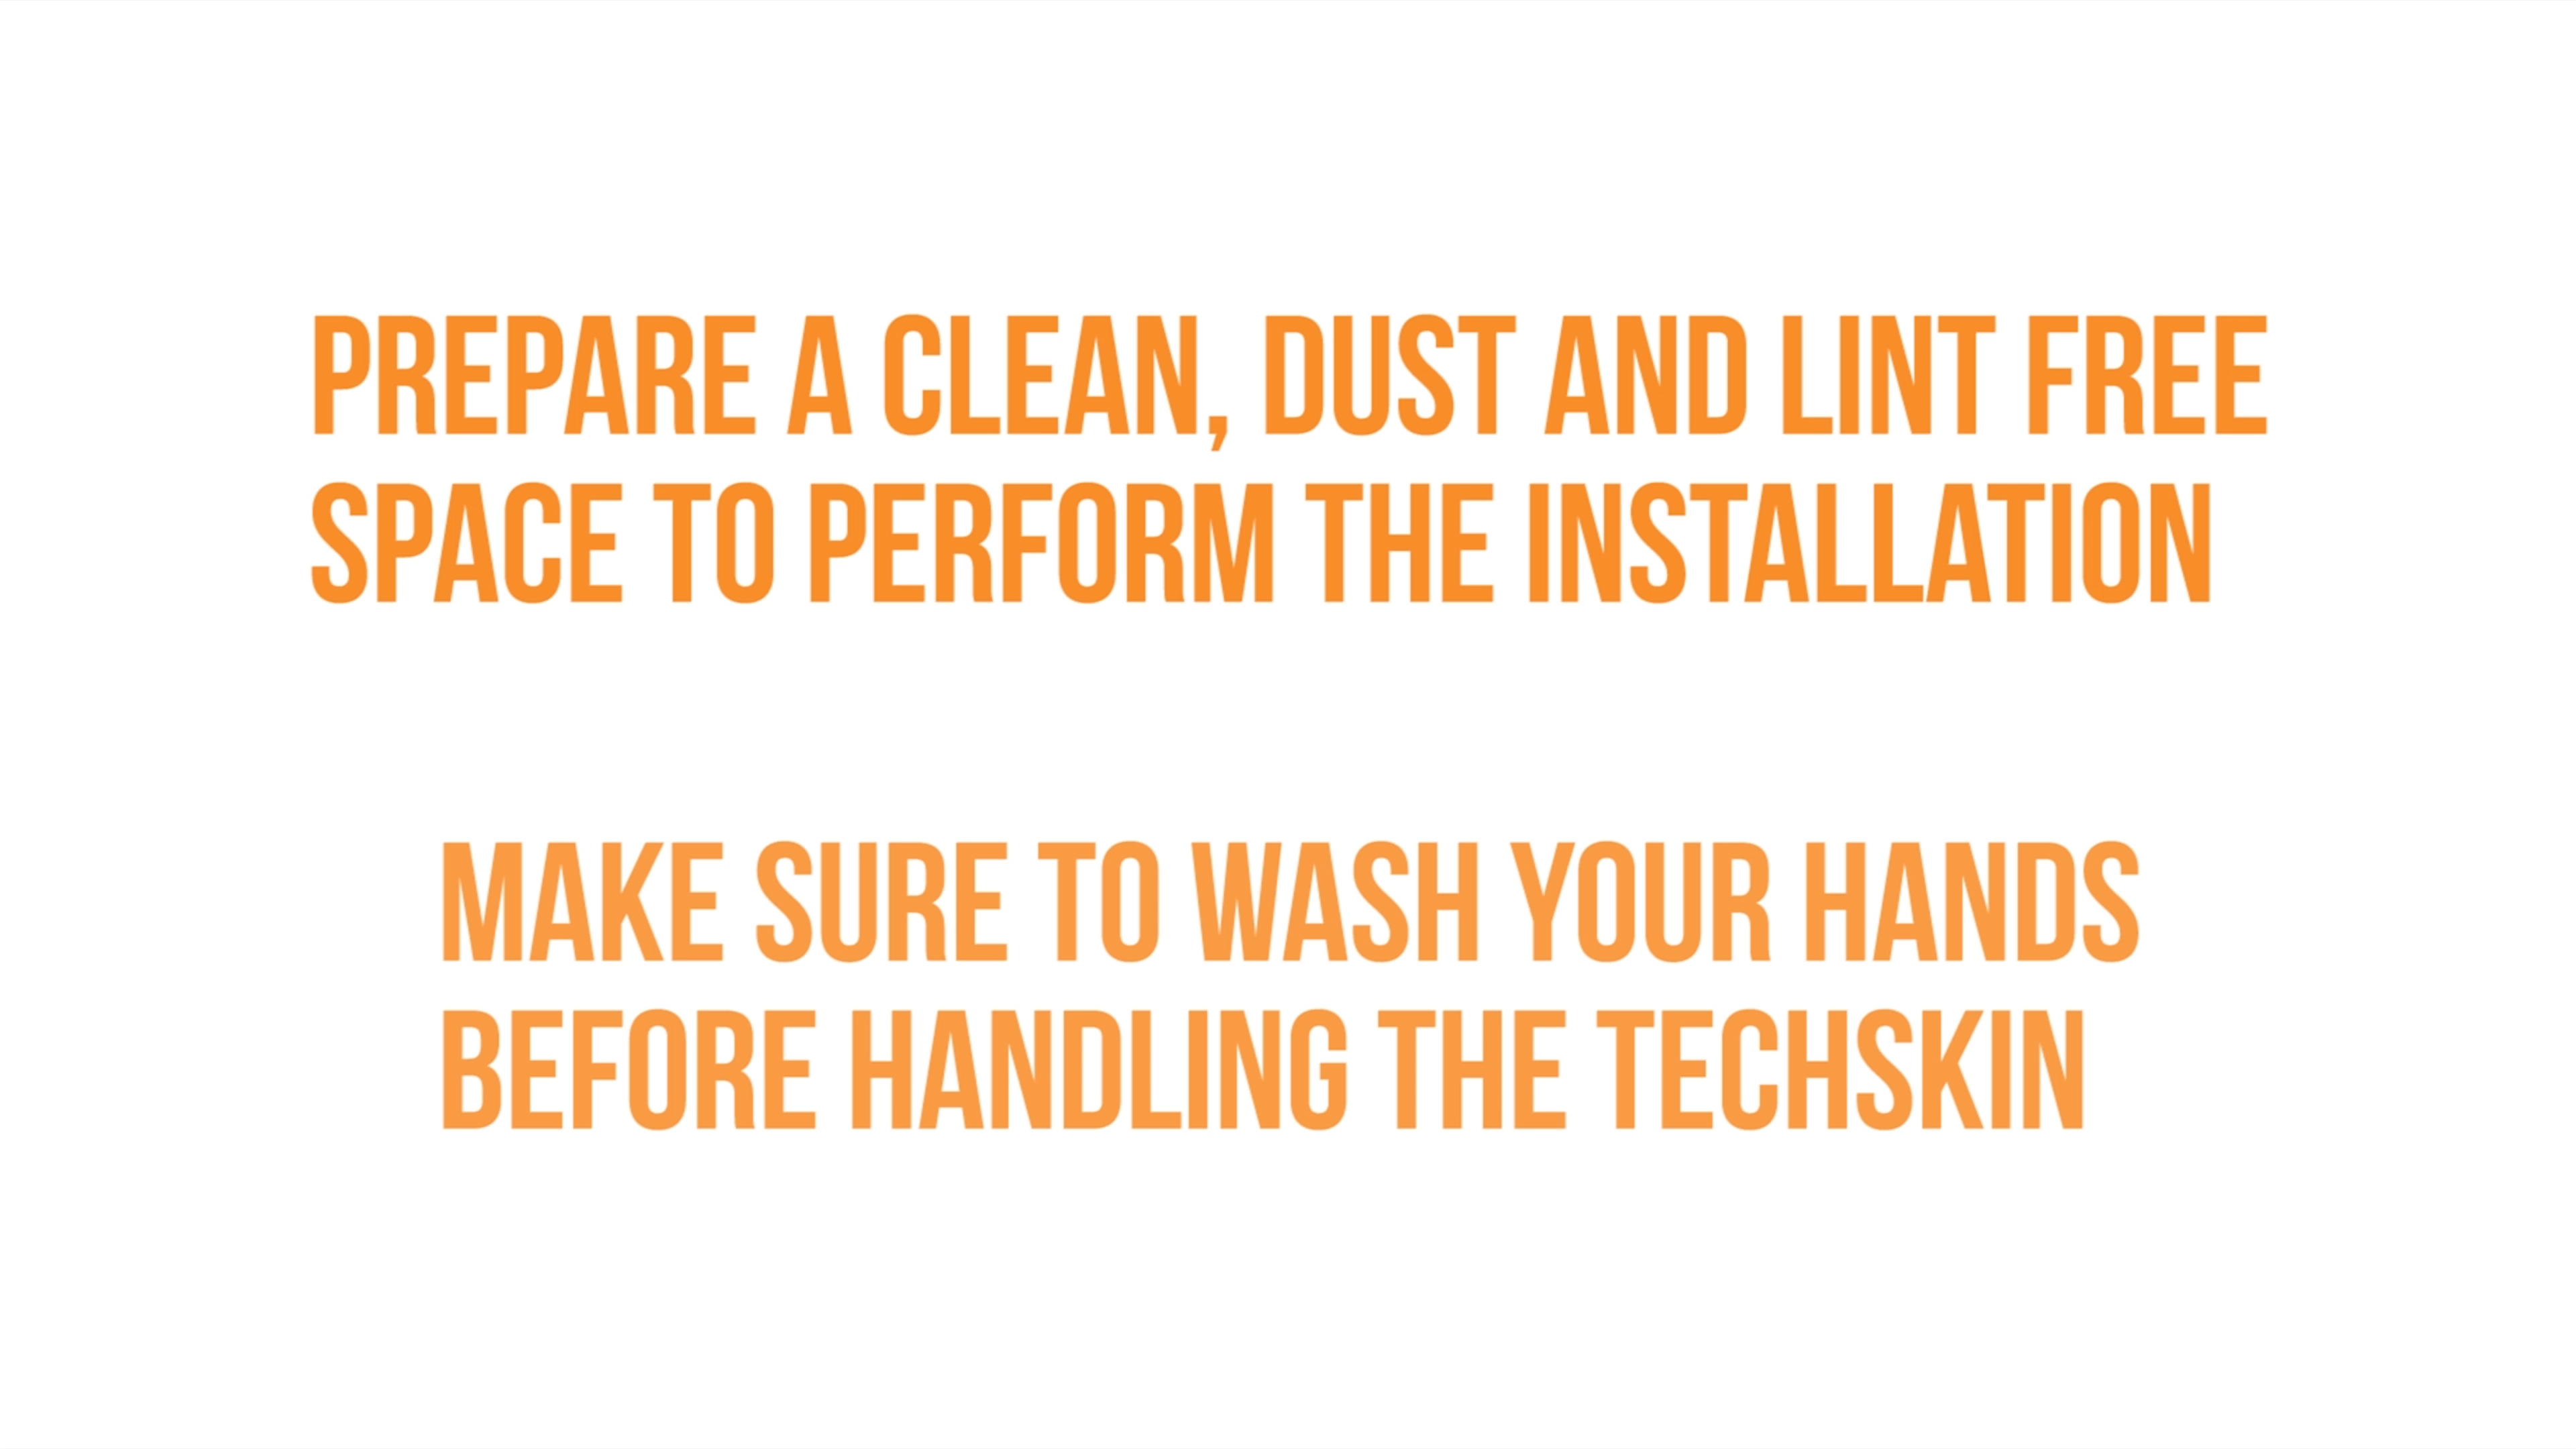 PREPARE A CLEAN, DUST AND LINT FREE
SPACE TO PERFORM THE INSTALLATION
MAKE SURE TO WASH YOUR HANDS
BEFORE HANDLING THE TECHSKIN